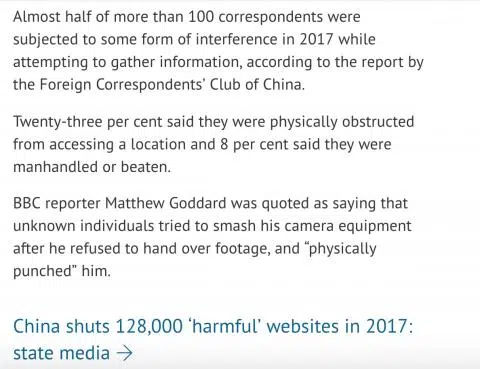 Almost half of more than 100 correspondents were
subjected to some form of interference in 2017 while
attempting to gather information, according to the report by
the Foreign Correspondents’ Club of China.
Twenty-three per cent said they were physically obstructed
from accessing a location and 8 per cent said they were
manhandled or beaten.
BBC reporter Matthew Goddard was quoted as saying that
unknown individuals tried to smash his camera equipment
after he refused to hand over footage, and “physically
punched” him.
China shuts 128,000 ‘harmful’ websites in 2017:
state media →